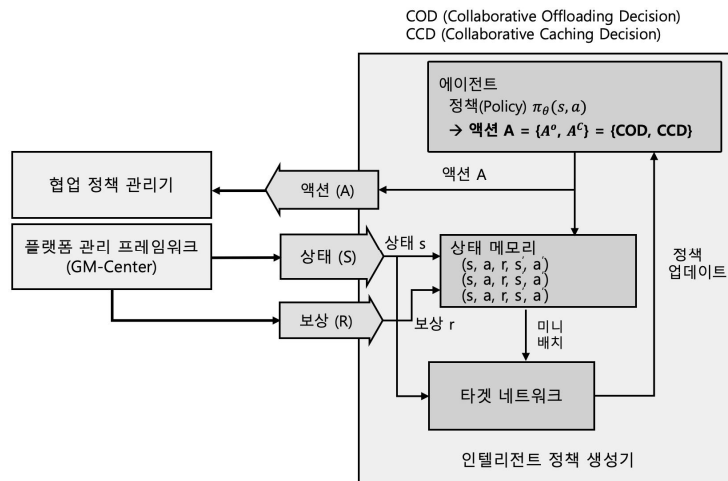 COD (Collaborative Offloading Decision)
CCD (Collaborative Caching Decision)
에이전트
정책(Policy) πθ(s, a)
→ 액션 A = {Aᵒ, Aᶜ} = {COD, CCD}
협업 정책 관리기
액션 (A)
액션 A
플랫폼 관리 프레임워크
(GM-Center)
상태 (S)
상태 s
상태 메모리
(s, a, r, s′, a′)
(s, a, r, s′, a′)
(s, a, r, s′, a′)
정색
업데이트
보상 (R)
보상 r
미니
배치
타겟 네트워크
인텔리전트 정책 생성기